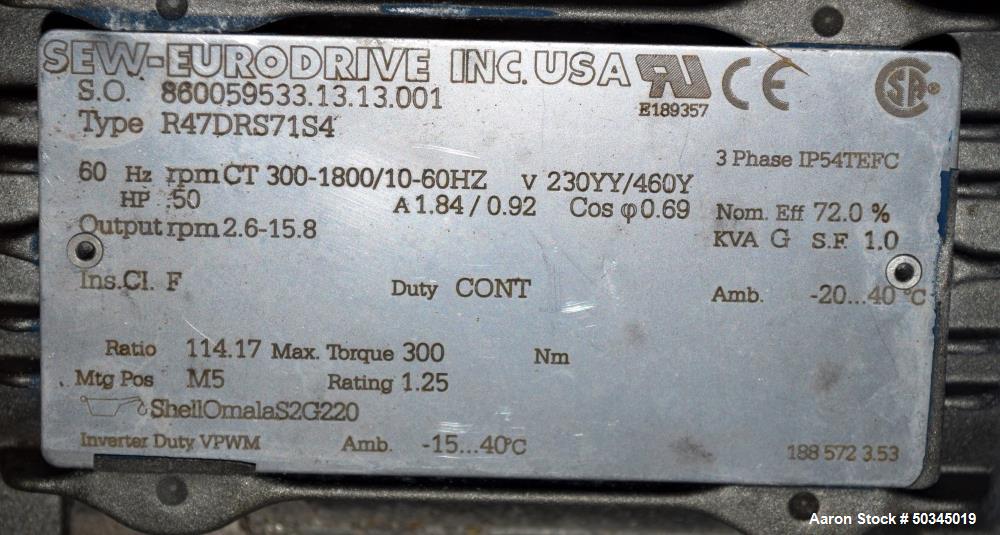 SEW-EURODRIVE INC. USA
E189357
S.O. 860059533.13.13.001
Type R47DRS71S4
3 Phase IP54TEFC
60 Hz rpm CT 300-1800/10-60HZ V 230YY/460Y
HP .50 A 1.84 / 0.92 Cos φ 0.69 Nom. Eff 72.0 %
Output rpm 2.6-15.8 KVA G S.F. 1.0
Ins.Cl. F Duty CONT Amb. -20...40 °C
Ratio 114.17 Max. Torque 300 Nm
Mtg Pos M5 Rating 1.25
ShellOmalaS2G220
Inverter Duty VPWM Amb. -15...40°C 188 572 3.53
Aaron Stock # 50345019